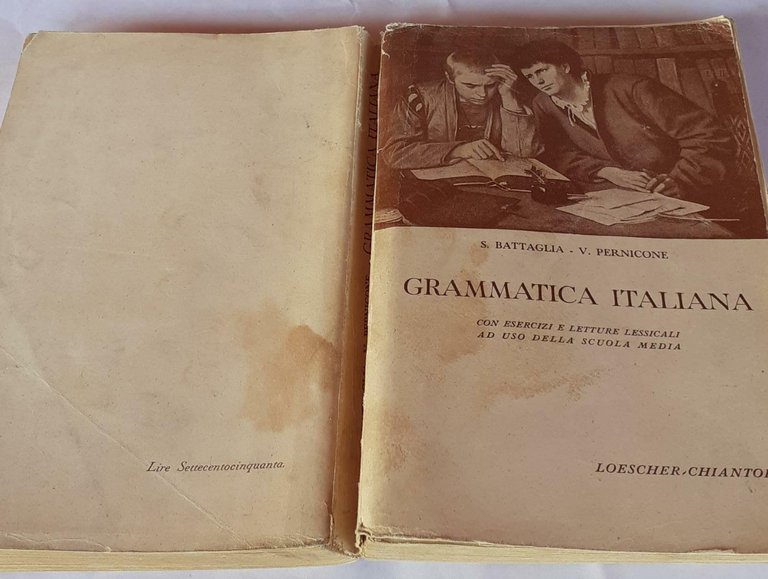 Lire Settecentocinquanta.
GRAMMATICA ITALIANA
S. BATTAGLIA - V. PERNICONE
GRAMMATICA ITALIANA
CON ESERCIZI E LETTURE LESSICALI
AD USO DELLA SCUOLA MEDIA
LOESCHER-CHIANTO